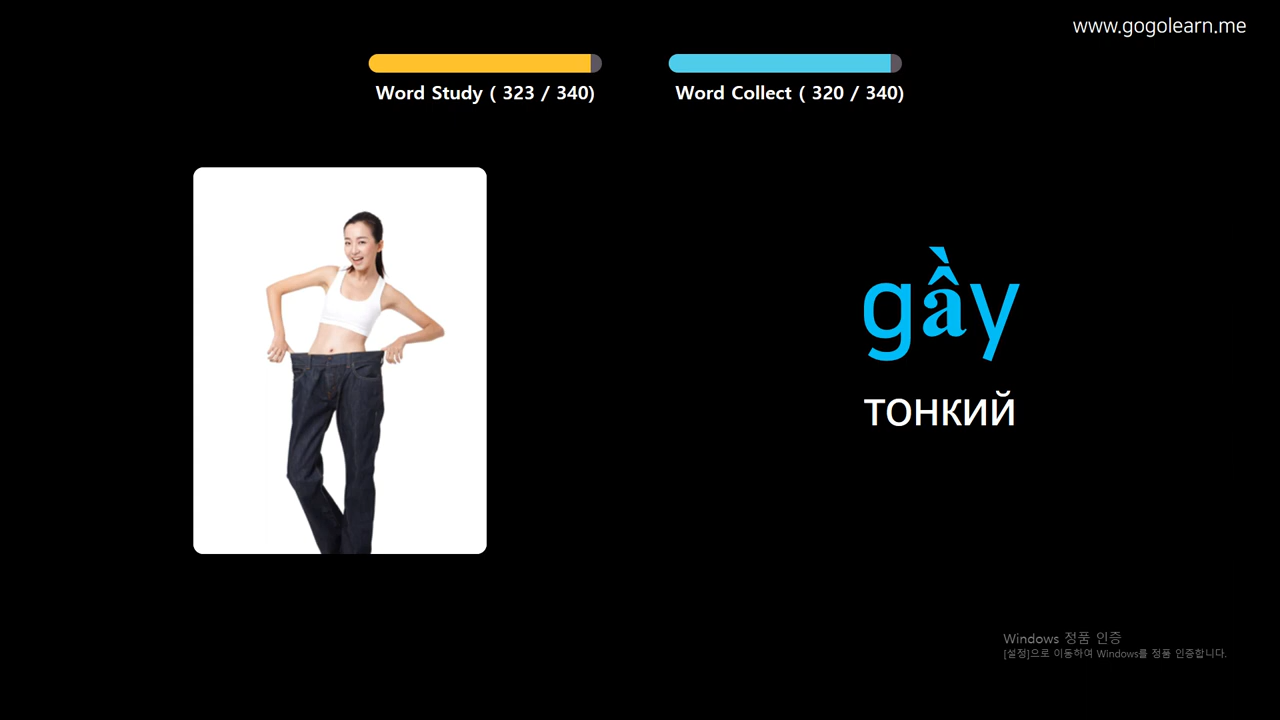 www.gogolearn.me
Word Study ( 323 / 340)
Word Collect ( 320 / 340)
gầy
тонкий
Windows 정품 인증
[설정]으로 이동하여 Windows를 정품 인증합니다.